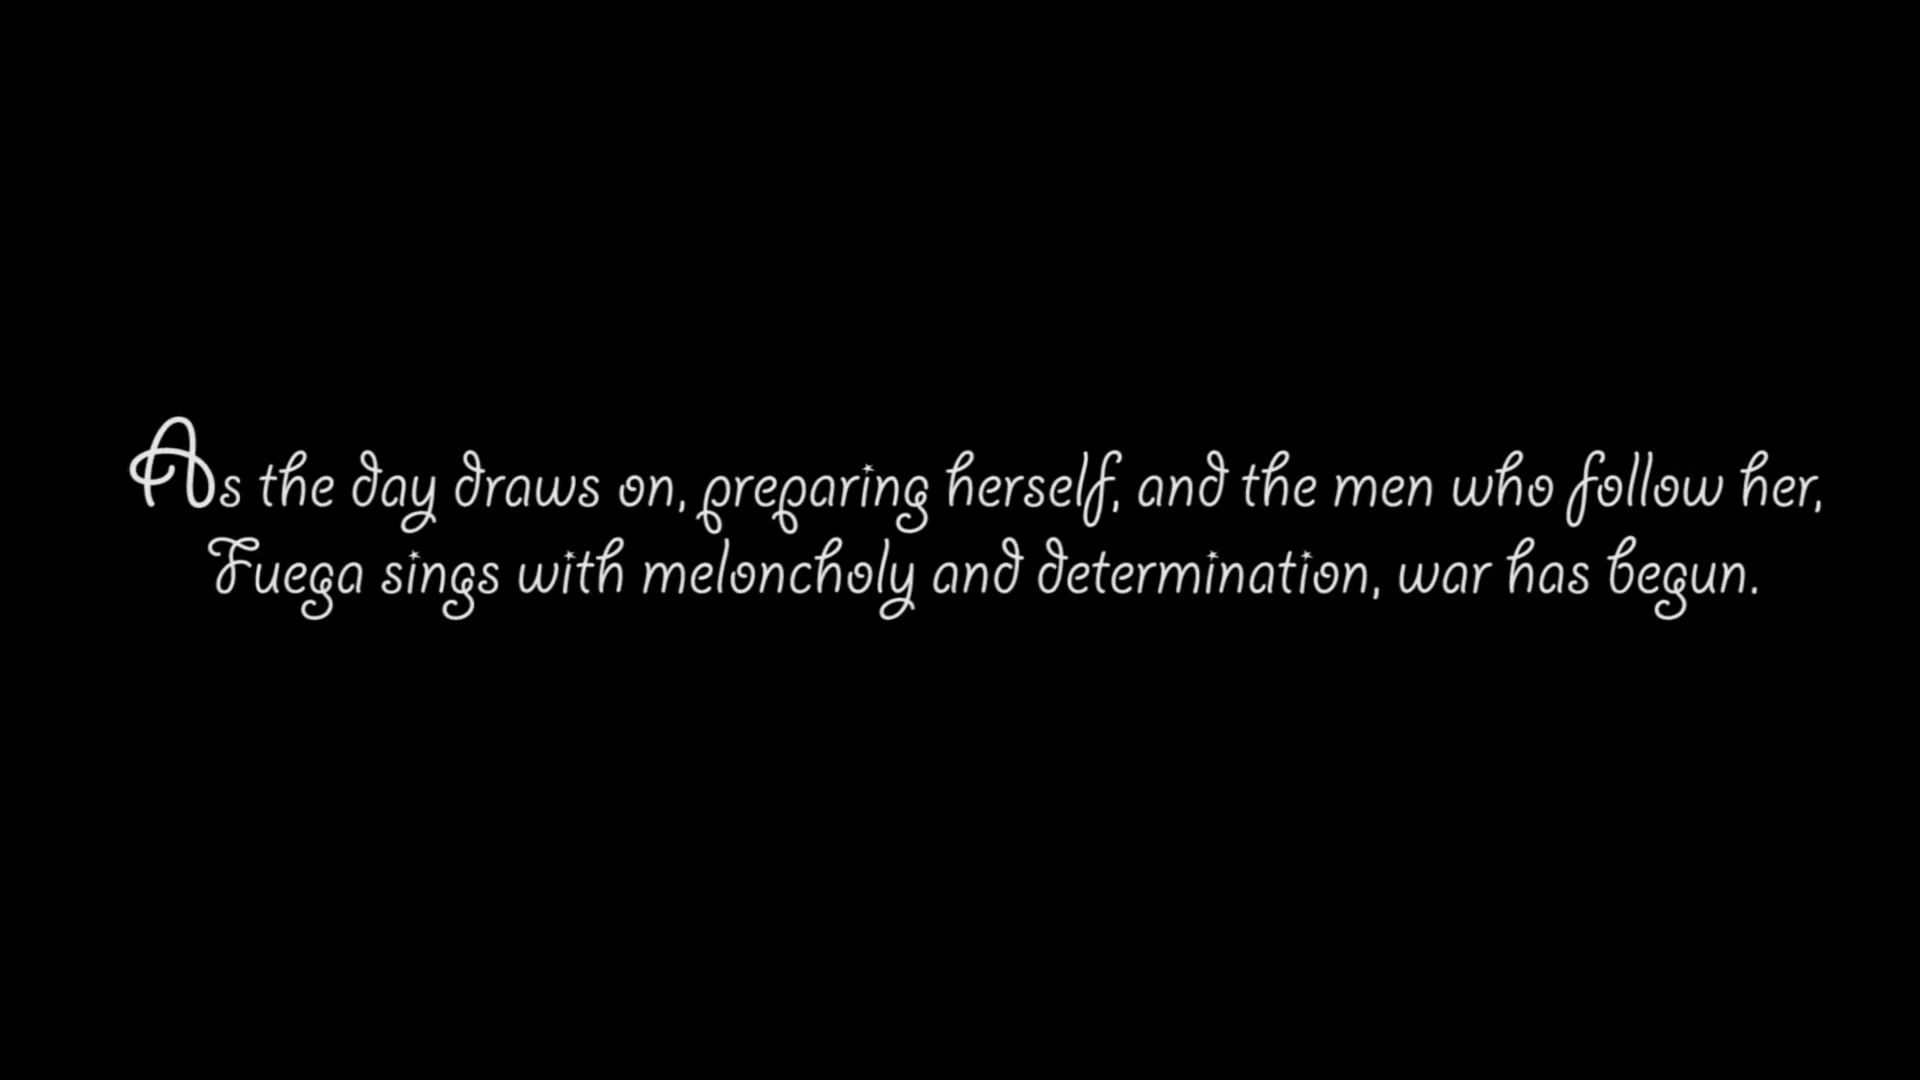 As the day draws on, preparing herself, and the men who follow her,
Fuega sings with meloncholy and determination, war has begun.